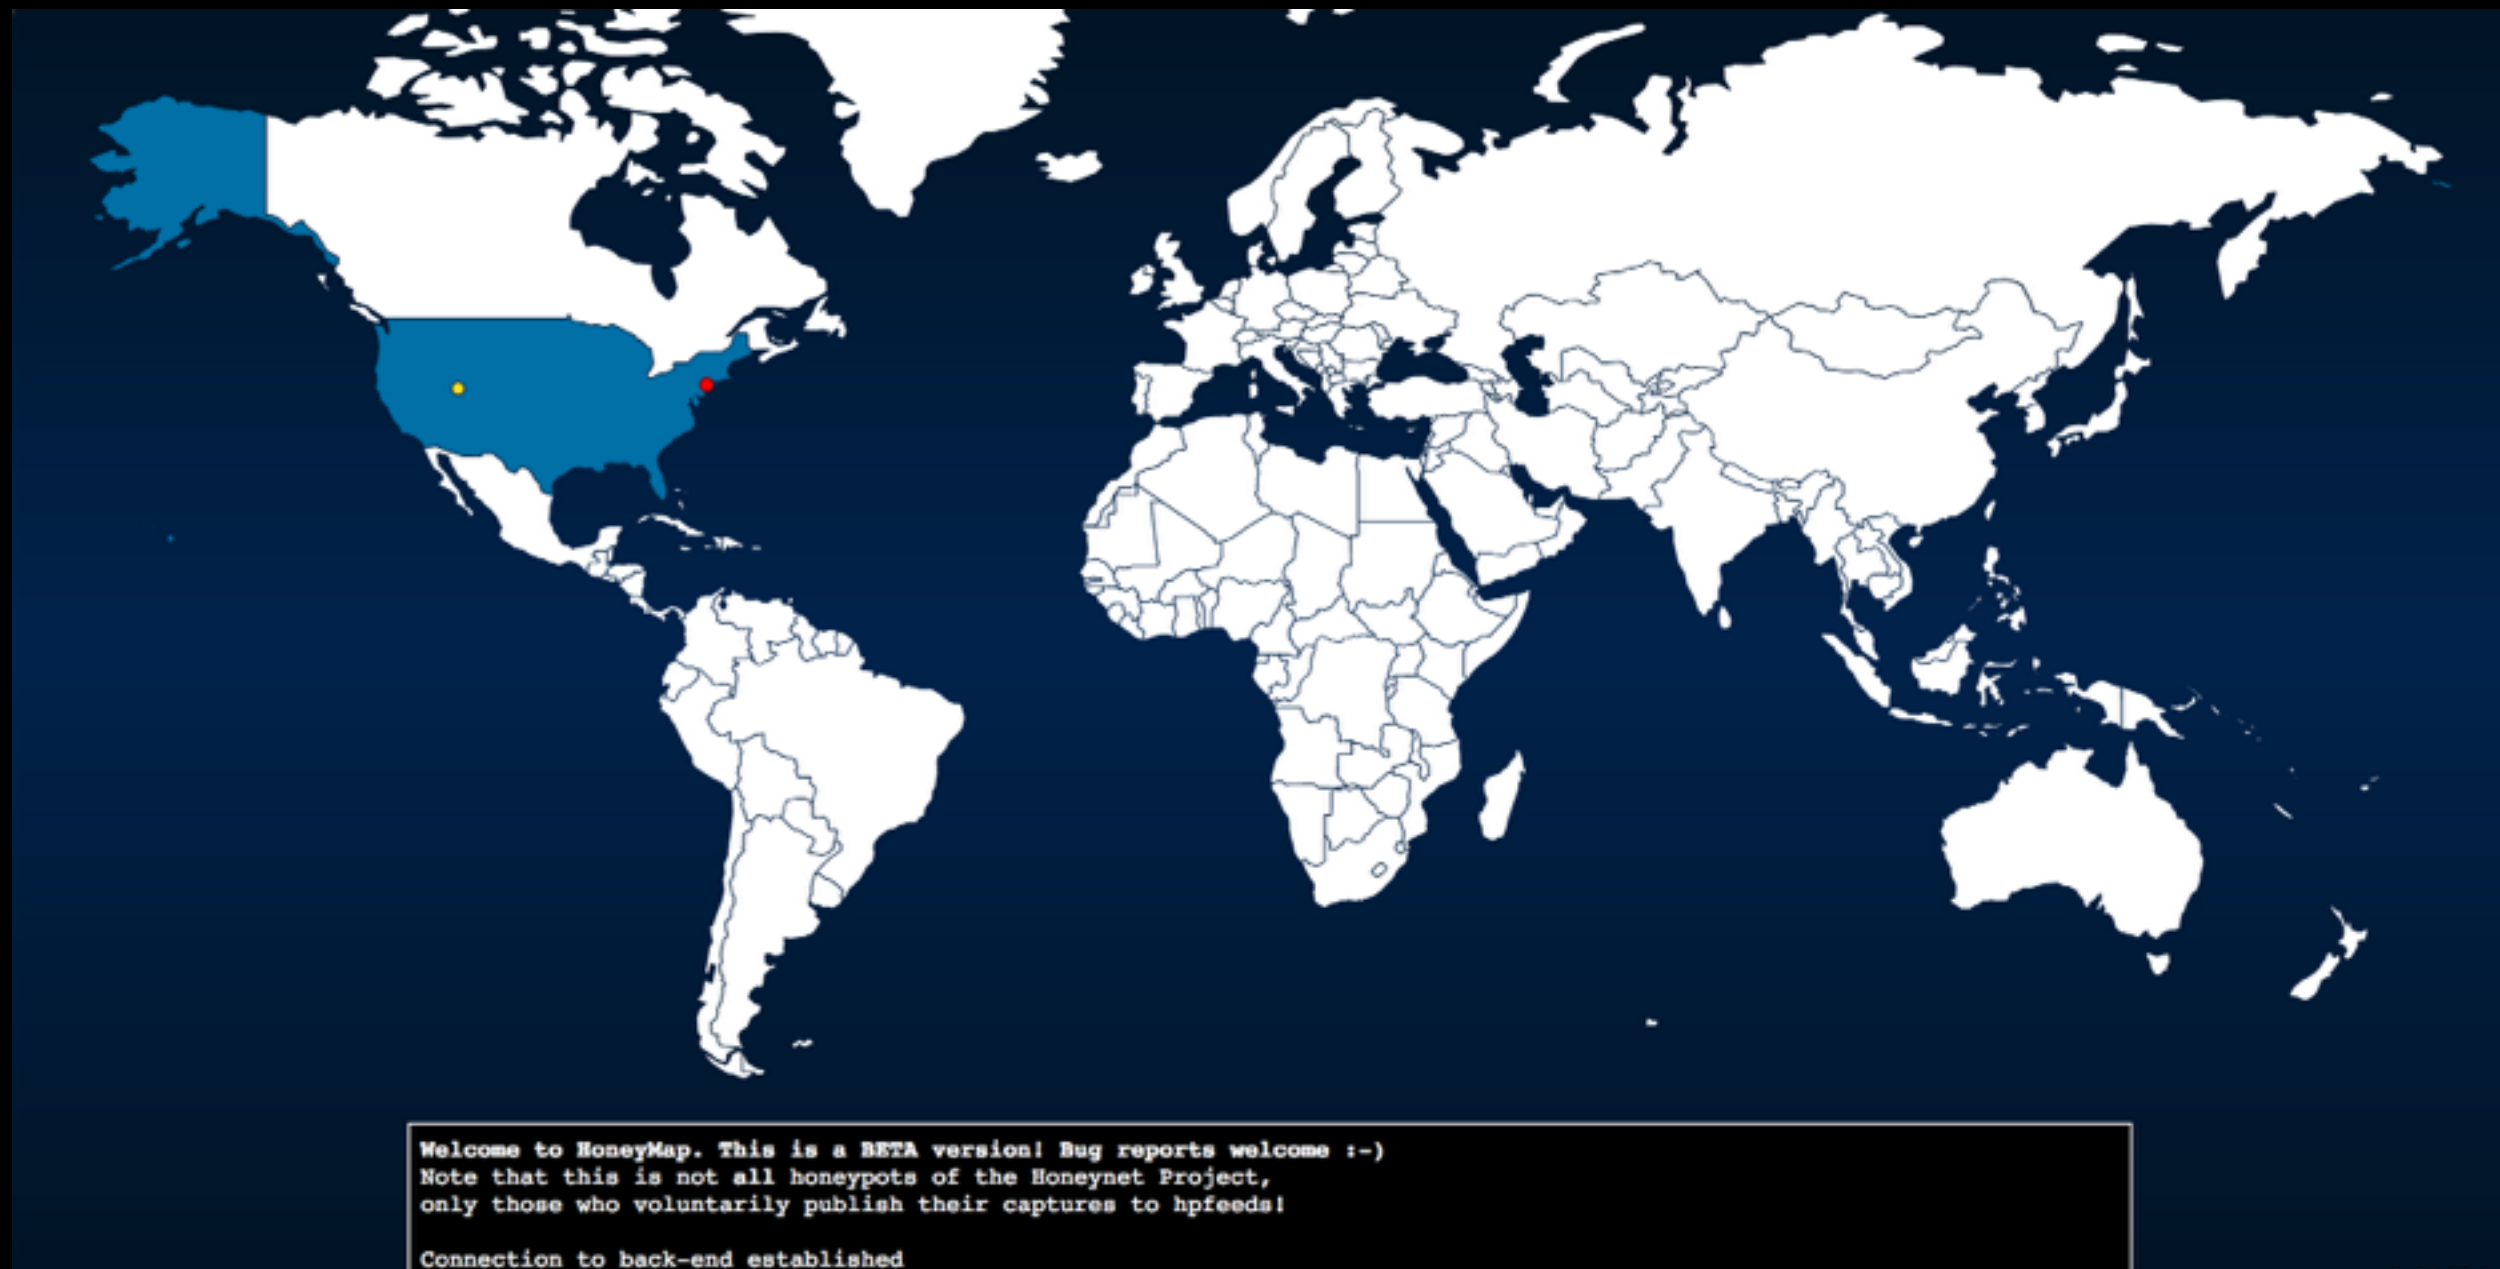 Welcome to HoneyMap. This is a BETA version! Bug reports welcome :-)
Note that this is not all honeypots of the Honeynet Project,
only those who voluntarily publish their captures to hpfeeds!
Connection to back-end established